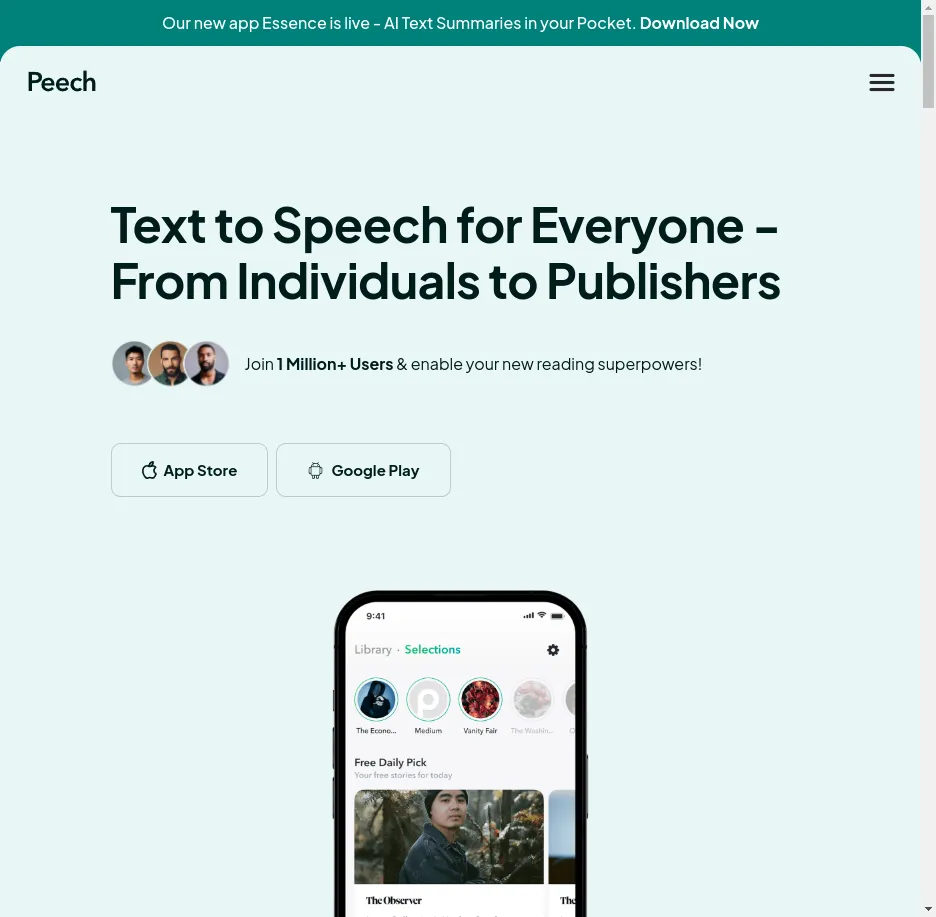 Our new app Essence is live - AI Text Summaries in your Pocket. Download Now
Peech
Text to Speech for Everyone –
From Individuals to Publishers
Join 1 Million+ Users & enable your new reading superpowers!
App Store
Google Play
9:41
Library · Selections
The Econo...
Medium
Vanity Fair
The Washin...
Free Daily Pick
Your free stories for today
The Observer